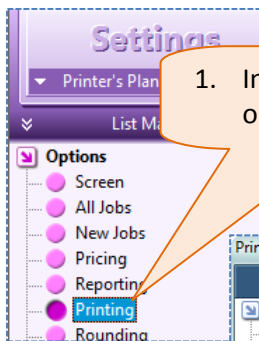 Settings
Printer's Plan
1. In
o
List Ma
Options
Screen
All Jobs
New Jobs
Pricing
Reporting
Prin
Printing
Rounding